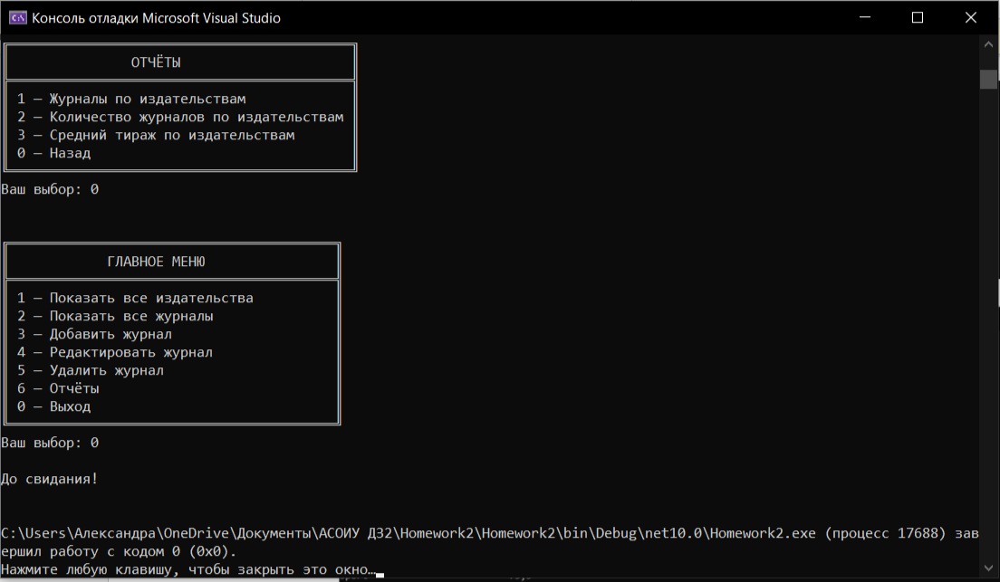 Консоль отладки Microsoft Visual Studio
ОТЧЁТЫ
1 — Журналы по издательствам
2 — Количество журналов по издательствам
3 — Средний тираж по издательствам
0 — Назад
Ваш выбор: 0
ГЛАВНОЕ МЕНЮ
1 — Показать все издательства
2 — Показать все журналы
3 — Добавить журнал
4 — Редактировать журнал
5 — Удалить журнал
6 — Отчёты
0 — Выход
Ваш выбор: 0
До свидания!
C:\Users\Александра\OneDrive\Документы\АСОИУ ДЗ2\Homework2\Homework2\bin\Debug\net10.0\Homework2.exe (процесс 17688) зав
ершил работу с кодом 0 (0x0).
Нажмите любую клавишу, чтобы закрыть это окно…